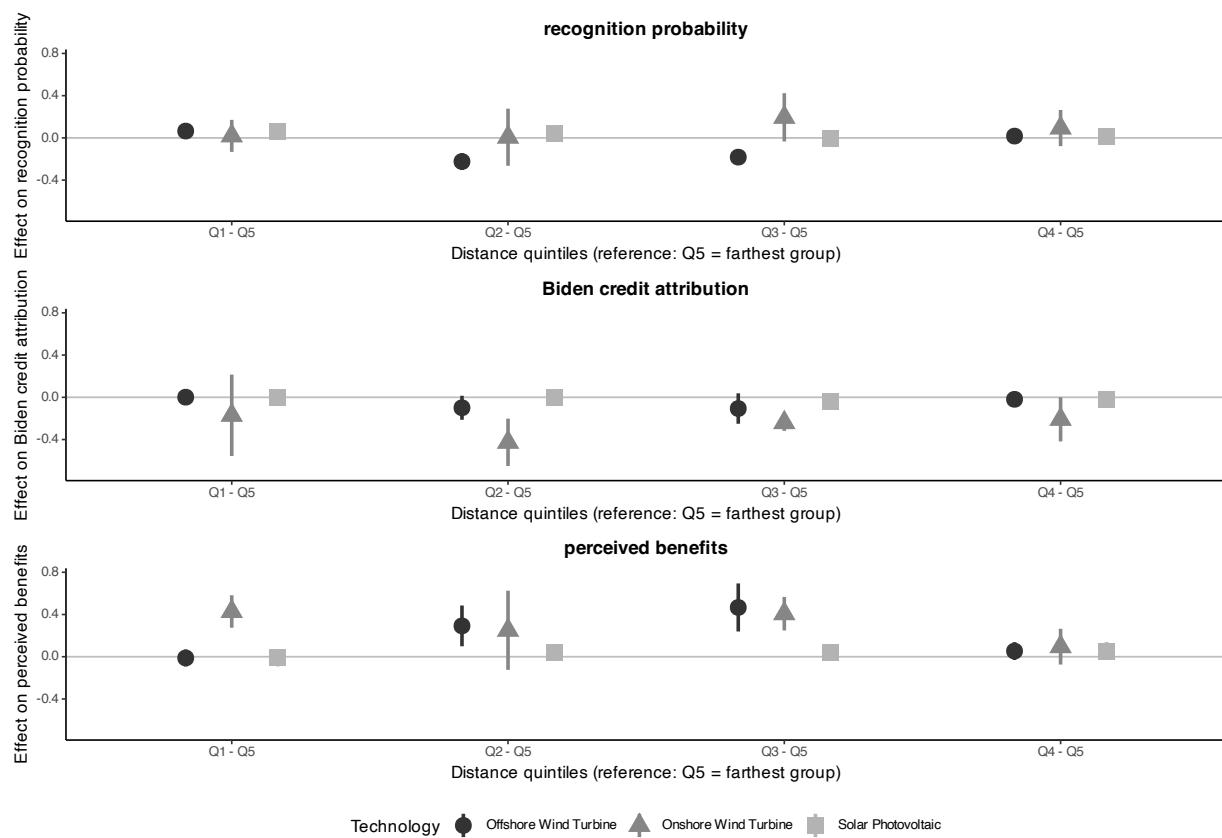 recognition probability
Effect on recognition probability
0.8
0.4
0.0
-0.4
Q1 - Q5 Q2 - Q5 Q3 - Q5 Q4 - Q5
Distance quintiles (reference: Q5 = farthest group)
Biden credit attribution
Effect on Biden credit attribution
0.8
0.4
0.0
-0.4
Q1 - Q5 Q2 - Q5 Q3 - Q5 Q4 - Q5
Distance quintiles (reference: Q5 = farthest group)
perceived benefits
Effect on perceived benefits
0.8
0.4
0.0
-0.4
Q1 - Q5 Q2 - Q5 Q3 - Q5 Q4 - Q5
Distance quintiles (reference: Q5 = farthest group)
Technology Offshore Wind Turbine Onshore Wind Turbine Solar Photovoltaic